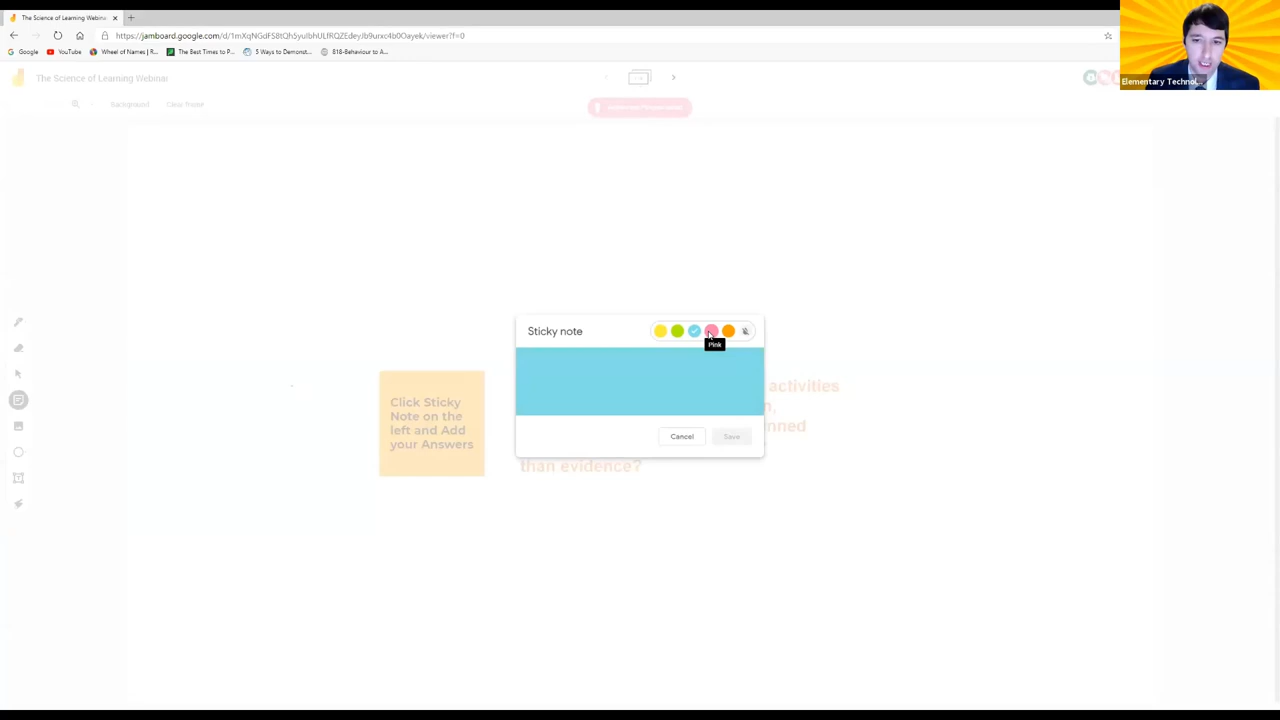 The Science of Learning Webina
https://jamboard.google.com/d/1mXqNGdFS8tQh5yuIbhULfRQZEdeyJb9urxc4b0Oayek/viewer?f=0
Google
YouTube
Wheel of Names | R...
The Best Times to P...
5 Ways to Demonst...
818-Behaviour to A...
Elementary Technol...
The Science of Learning Webinar
Background
Clear frame
Sticky note
Pink
Click Sticky
Note on the
left and Add
your Answers
activities
nned
than evidence?
Cancel
Save